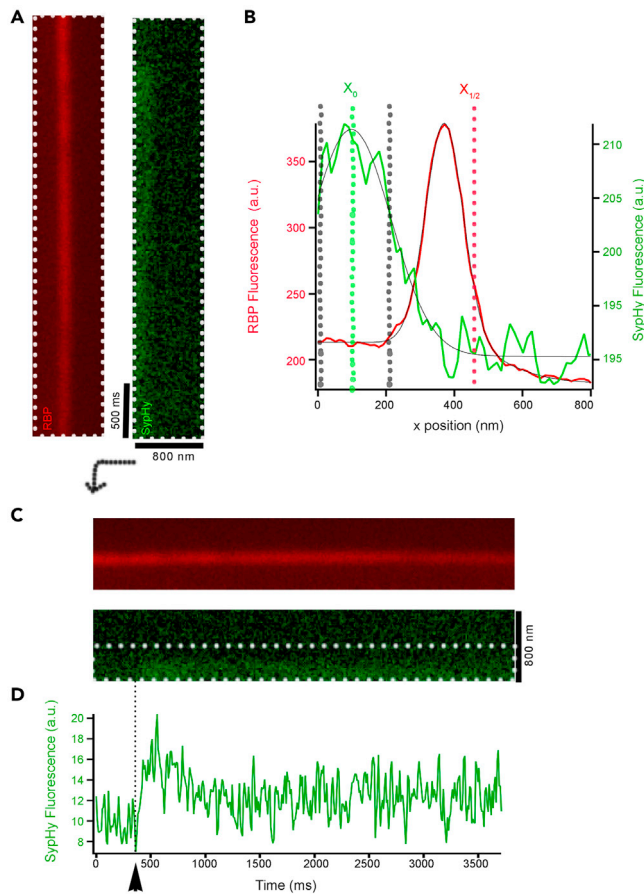 A
RBP
SypHy
500 ms
800 nm
B
X0
X1/2
350
300
250
200
RBP Fluorescence (a.u.)
210
205
200
195
190
SypHy Fluorescence (a.u.)
0
200
400
600
800
x position (nm)
C
800 nm
D
20
18
16
14
12
10
8
SypHy Fluorescence (a.u.)
0
500
1000
1500
2000
2500
3000
3500
Time (ms)